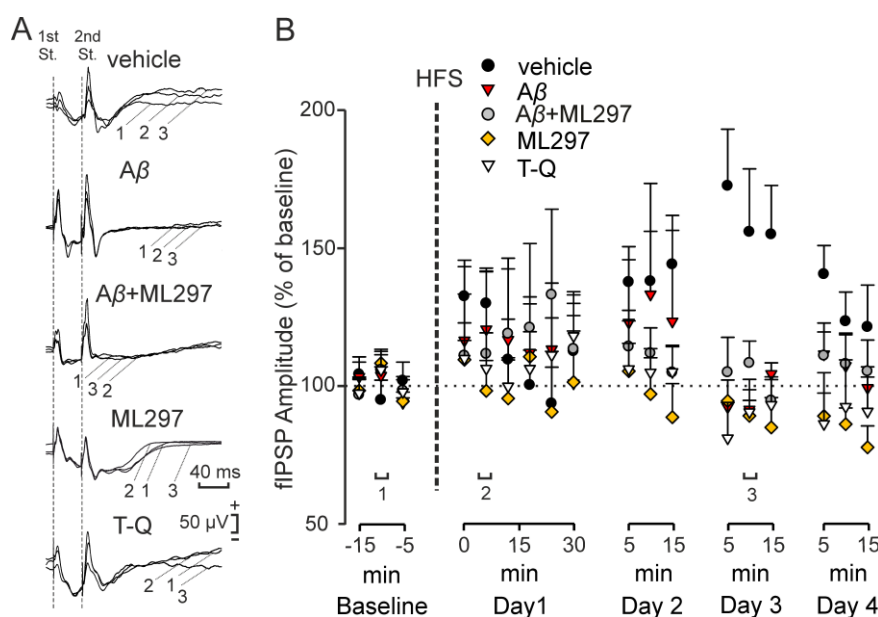 A
1st 2nd
St. St.
vehicle
1 2 3
Aβ
1 2 3
Aβ+ML297
1 3 2 2
ML297
40 ms
2 1 3
50 µV
+
-
T-Q
2 1 3
B
HFS
vehicle
Aβ
Aβ+ML297
ML297
T-Q
fIPSP Amplitude (% of baseline)
200
150
100
50
1 2 3
-15 -5 0 15 30 5 15 5 15 5 15
min min min min min
Baseline Day1 Day 2 Day 3 Day 4